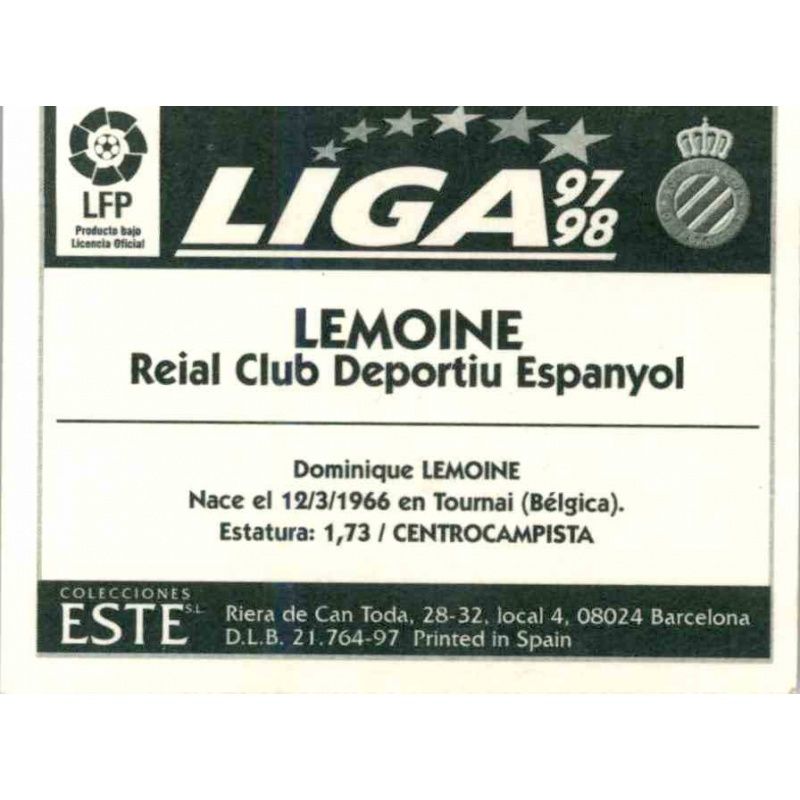 LFP
Producto bajo
Licencia Oficial
LIGA 97
98
LEMOINE
Reial Club Deportiu Espanyol
Dominique LEMOINE
Nace el 12/3/1966 en Tournai (Bélgica).
Estatura: 1,73 / CENTROCAMPISTA
COLECCIONES
ESTE S.L.
Riera de Can Toda, 28-32, local 4, 08024 Barcelona
D.L.B. 21.764-97 Printed in Spain